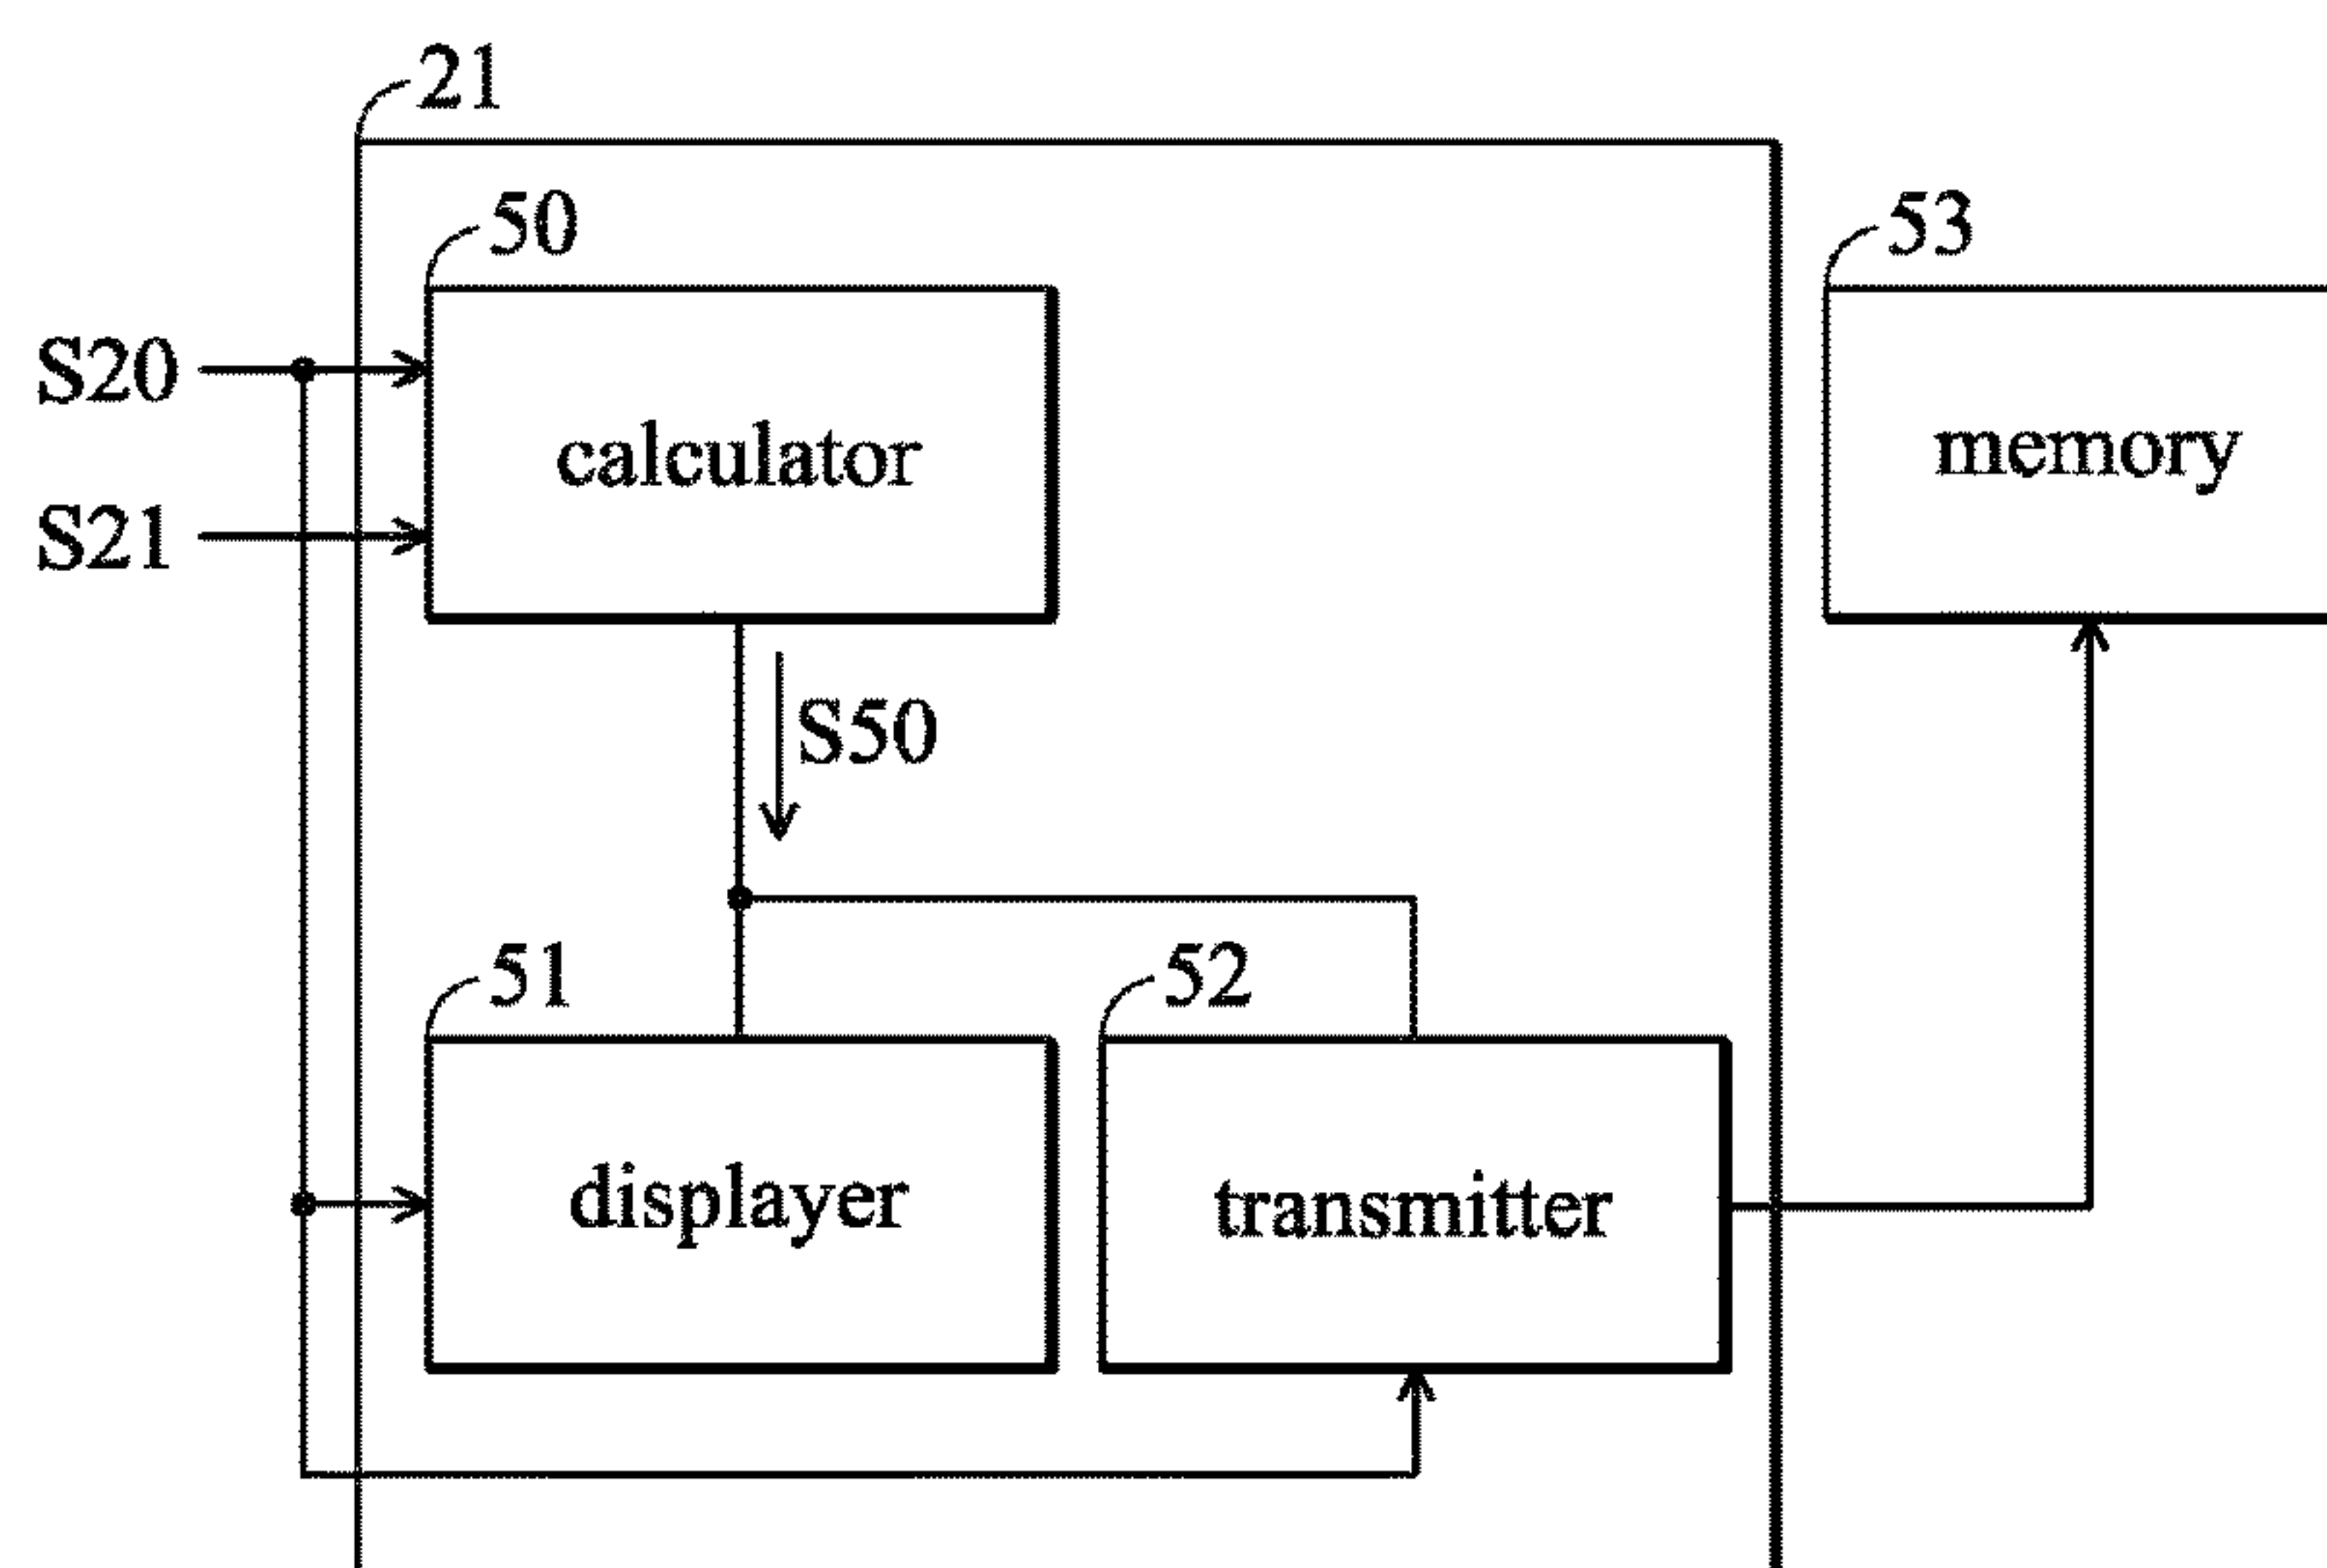 21
50
53
S20
calculator
memory
S21
S50
51
52
displayer
transmitter